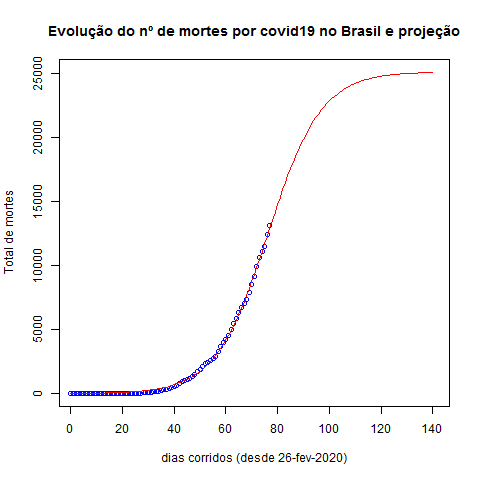 Evolução do nº de mortes por covid19 no Brasil e projeção
Total de mortes
25000
20000
15000
10000
5000
0
0 20 40 60 80 100 120 140
dias corridos (desde 26-fev-2020)